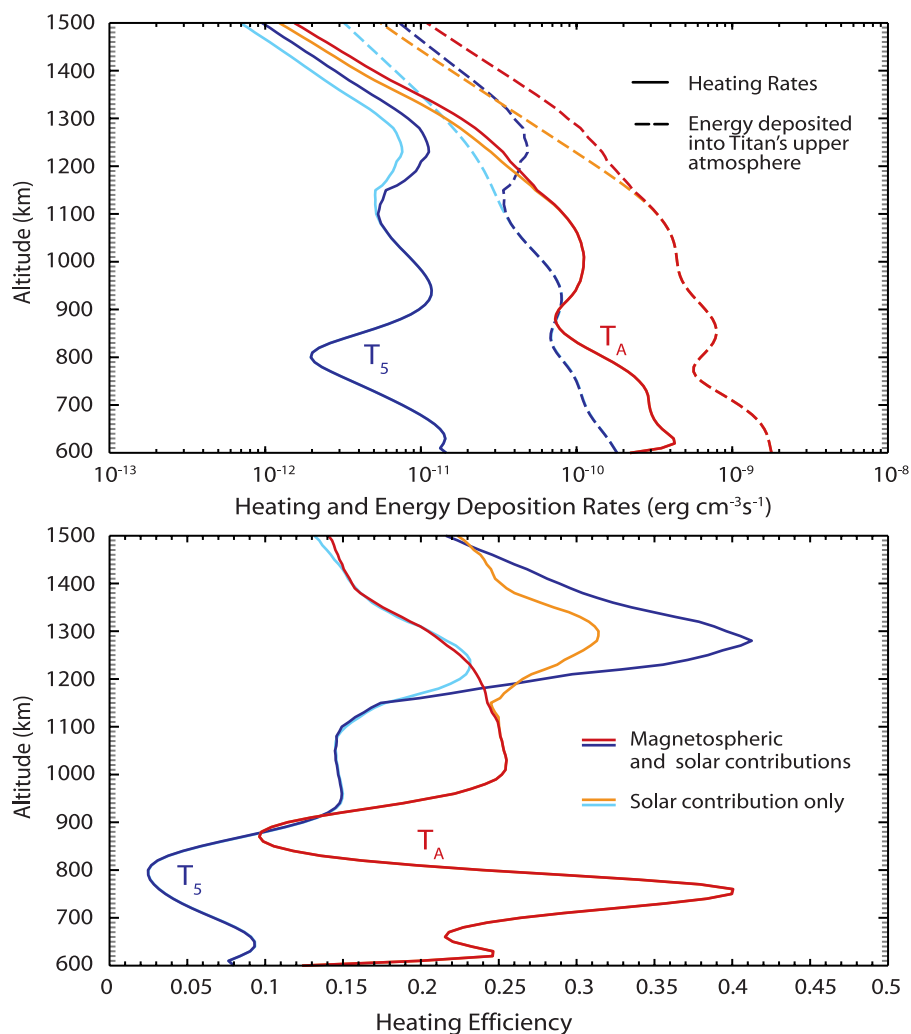 1500
1400
1300
1200
1100
1000
900
800
700
600
Altitude (km)
Heating Rates
Energy deposited
into Titan's upper
atmosphere
T5
TA
10-13
10-12
10-11
10-10
10-9
10-8
Heating and Energy Deposition Rates (erg cm-3s-1)
1500
1400
1300
1200
1100
1000
900
800
700
600
Altitude (km)
Magnetospheric
and solar contributions
Solar contribution only
TA
T5
0
0.05
0.1
0.15
0.2
0.25
0.3
0.35
0.4
0.45
0.5
Heating Efficiency